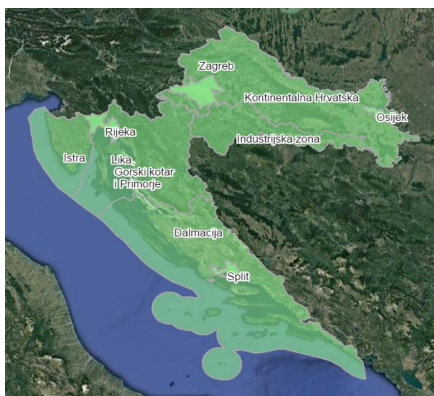 Zagreb
Kontinentalna Hrvatska
Osijek
Industrijska zona
Rijeka
Istra
Lika,
Gorski kotar
i Primorje
Dalmacija
Split